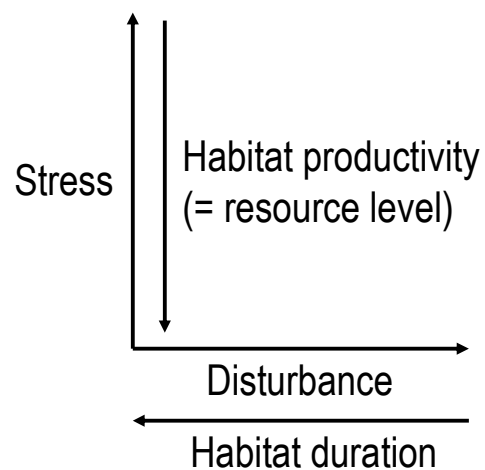 Stress
Habitat productivity
(= resource level)
Disturbance
Habitat duration